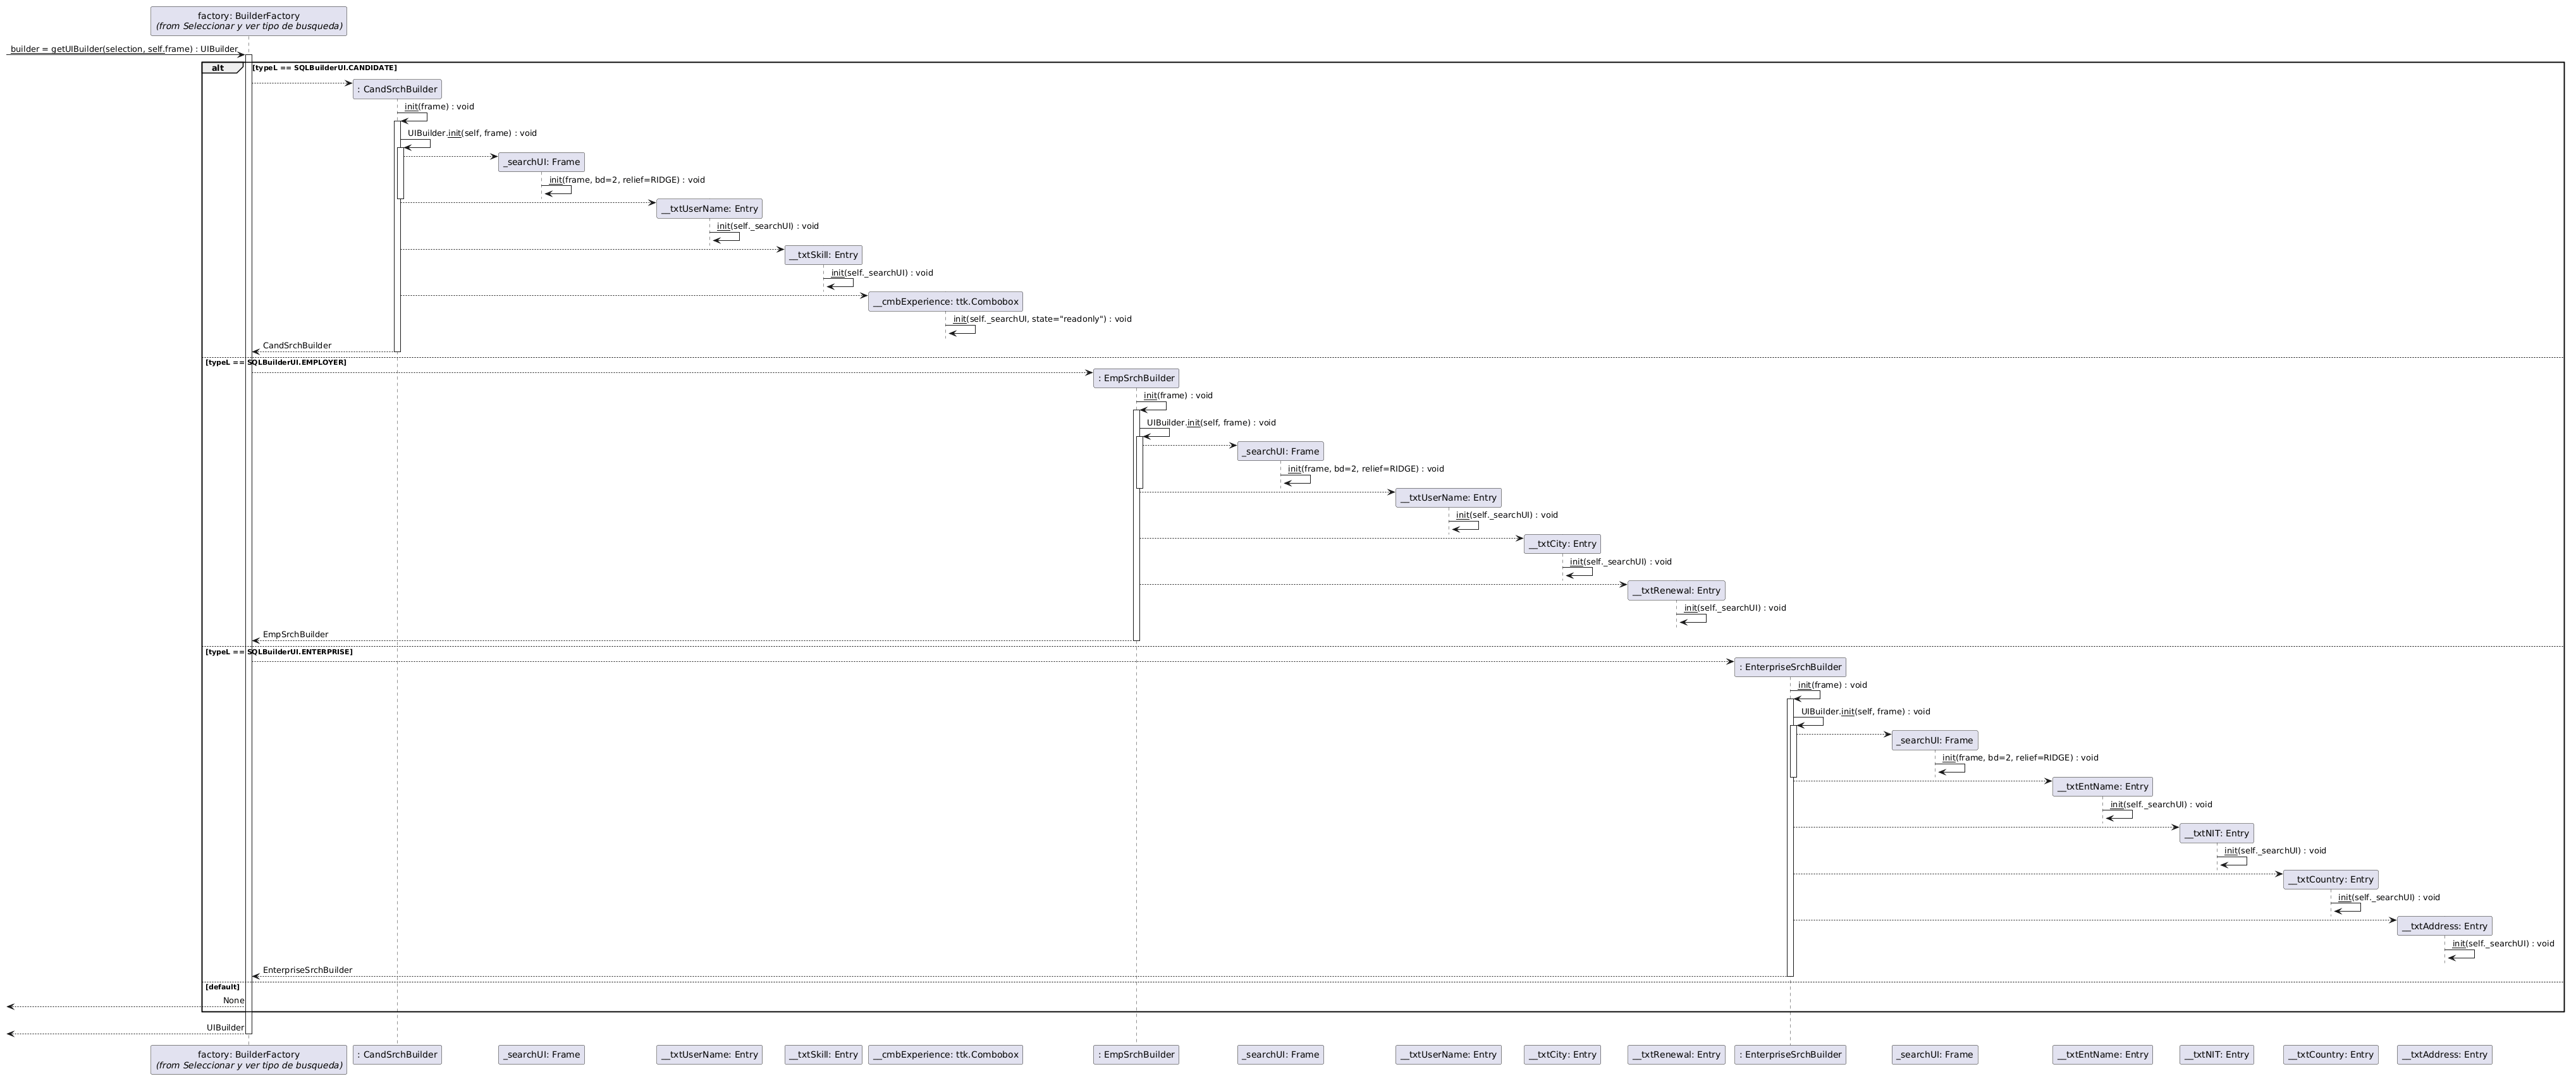 factory: BuilderFactory
(from Seleccionar y ver tipo de busqueda)
builder = getUIBuilder(selection, self.frame) : UIBuilder
alt [typeL == SQLBuilderUI.CANDIDATE]
: CandSrchBuilder
init(frame) : void
UIBuilder.init(self, frame) : void
_searchUI: Frame
init(frame, bd=2, relief=RIDGE) : void
__txtUserName: Entry
init(self._searchUI) : void
__txtSkill: Entry
init(self._searchUI) : void
__cmbExperience: ttk.Combobox
init(self._searchUI, state="readonly") : void
CandSrchBuilder
[typeL == SQLBuilderUI.EMPLOYER]
: EmpSrchBuilder
init(frame) : void
UIBuilder.init(self, frame) : void
_searchUI: Frame
init(frame, bd=2, relief=RIDGE) : void
__txtUserName: Entry
init(self._searchUI) : void
__txtCity: Entry
init(self._searchUI) : void
__txtRenewal: Entry
init(self._searchUI) : void
EmpSrchBuilder
[typeL == SQLBuilderUI.ENTERPRISE]
: EnterpriseSrchBuilder
init(frame) : void
UIBuilder.init(self, frame) : void
_searchUI: Frame
init(frame, bd=2, relief=RIDGE) : void
__txtEntName: Entry
init(self._searchUI) : void
__txtNIT: Entry
init(self._searchUI) : void
__txtCountry: Entry
init(self._searchUI) : void
__txtAddress: Entry
init(self._searchUI) : void
EnterpriseSrchBuilder
[default]
None
UIBuilder
factory: BuilderFactory
(from Seleccionar y ver tipo de busqueda)
: CandSrchBuilder
_searchUI: Frame
__txtUserName: Entry
__txtSkill: Entry
__cmbExperience: ttk.Combobox
: EmpSrchBuilder
_searchUI: Frame
__txtUserName: Entry
__txtCity: Entry
__txtRenewal: Entry
: EnterpriseSrchBuilder
_searchUI: Frame
__txtEntName: Entry
__txtNIT: Entry
__txtCountry: Entry
__txtAddress: Entry